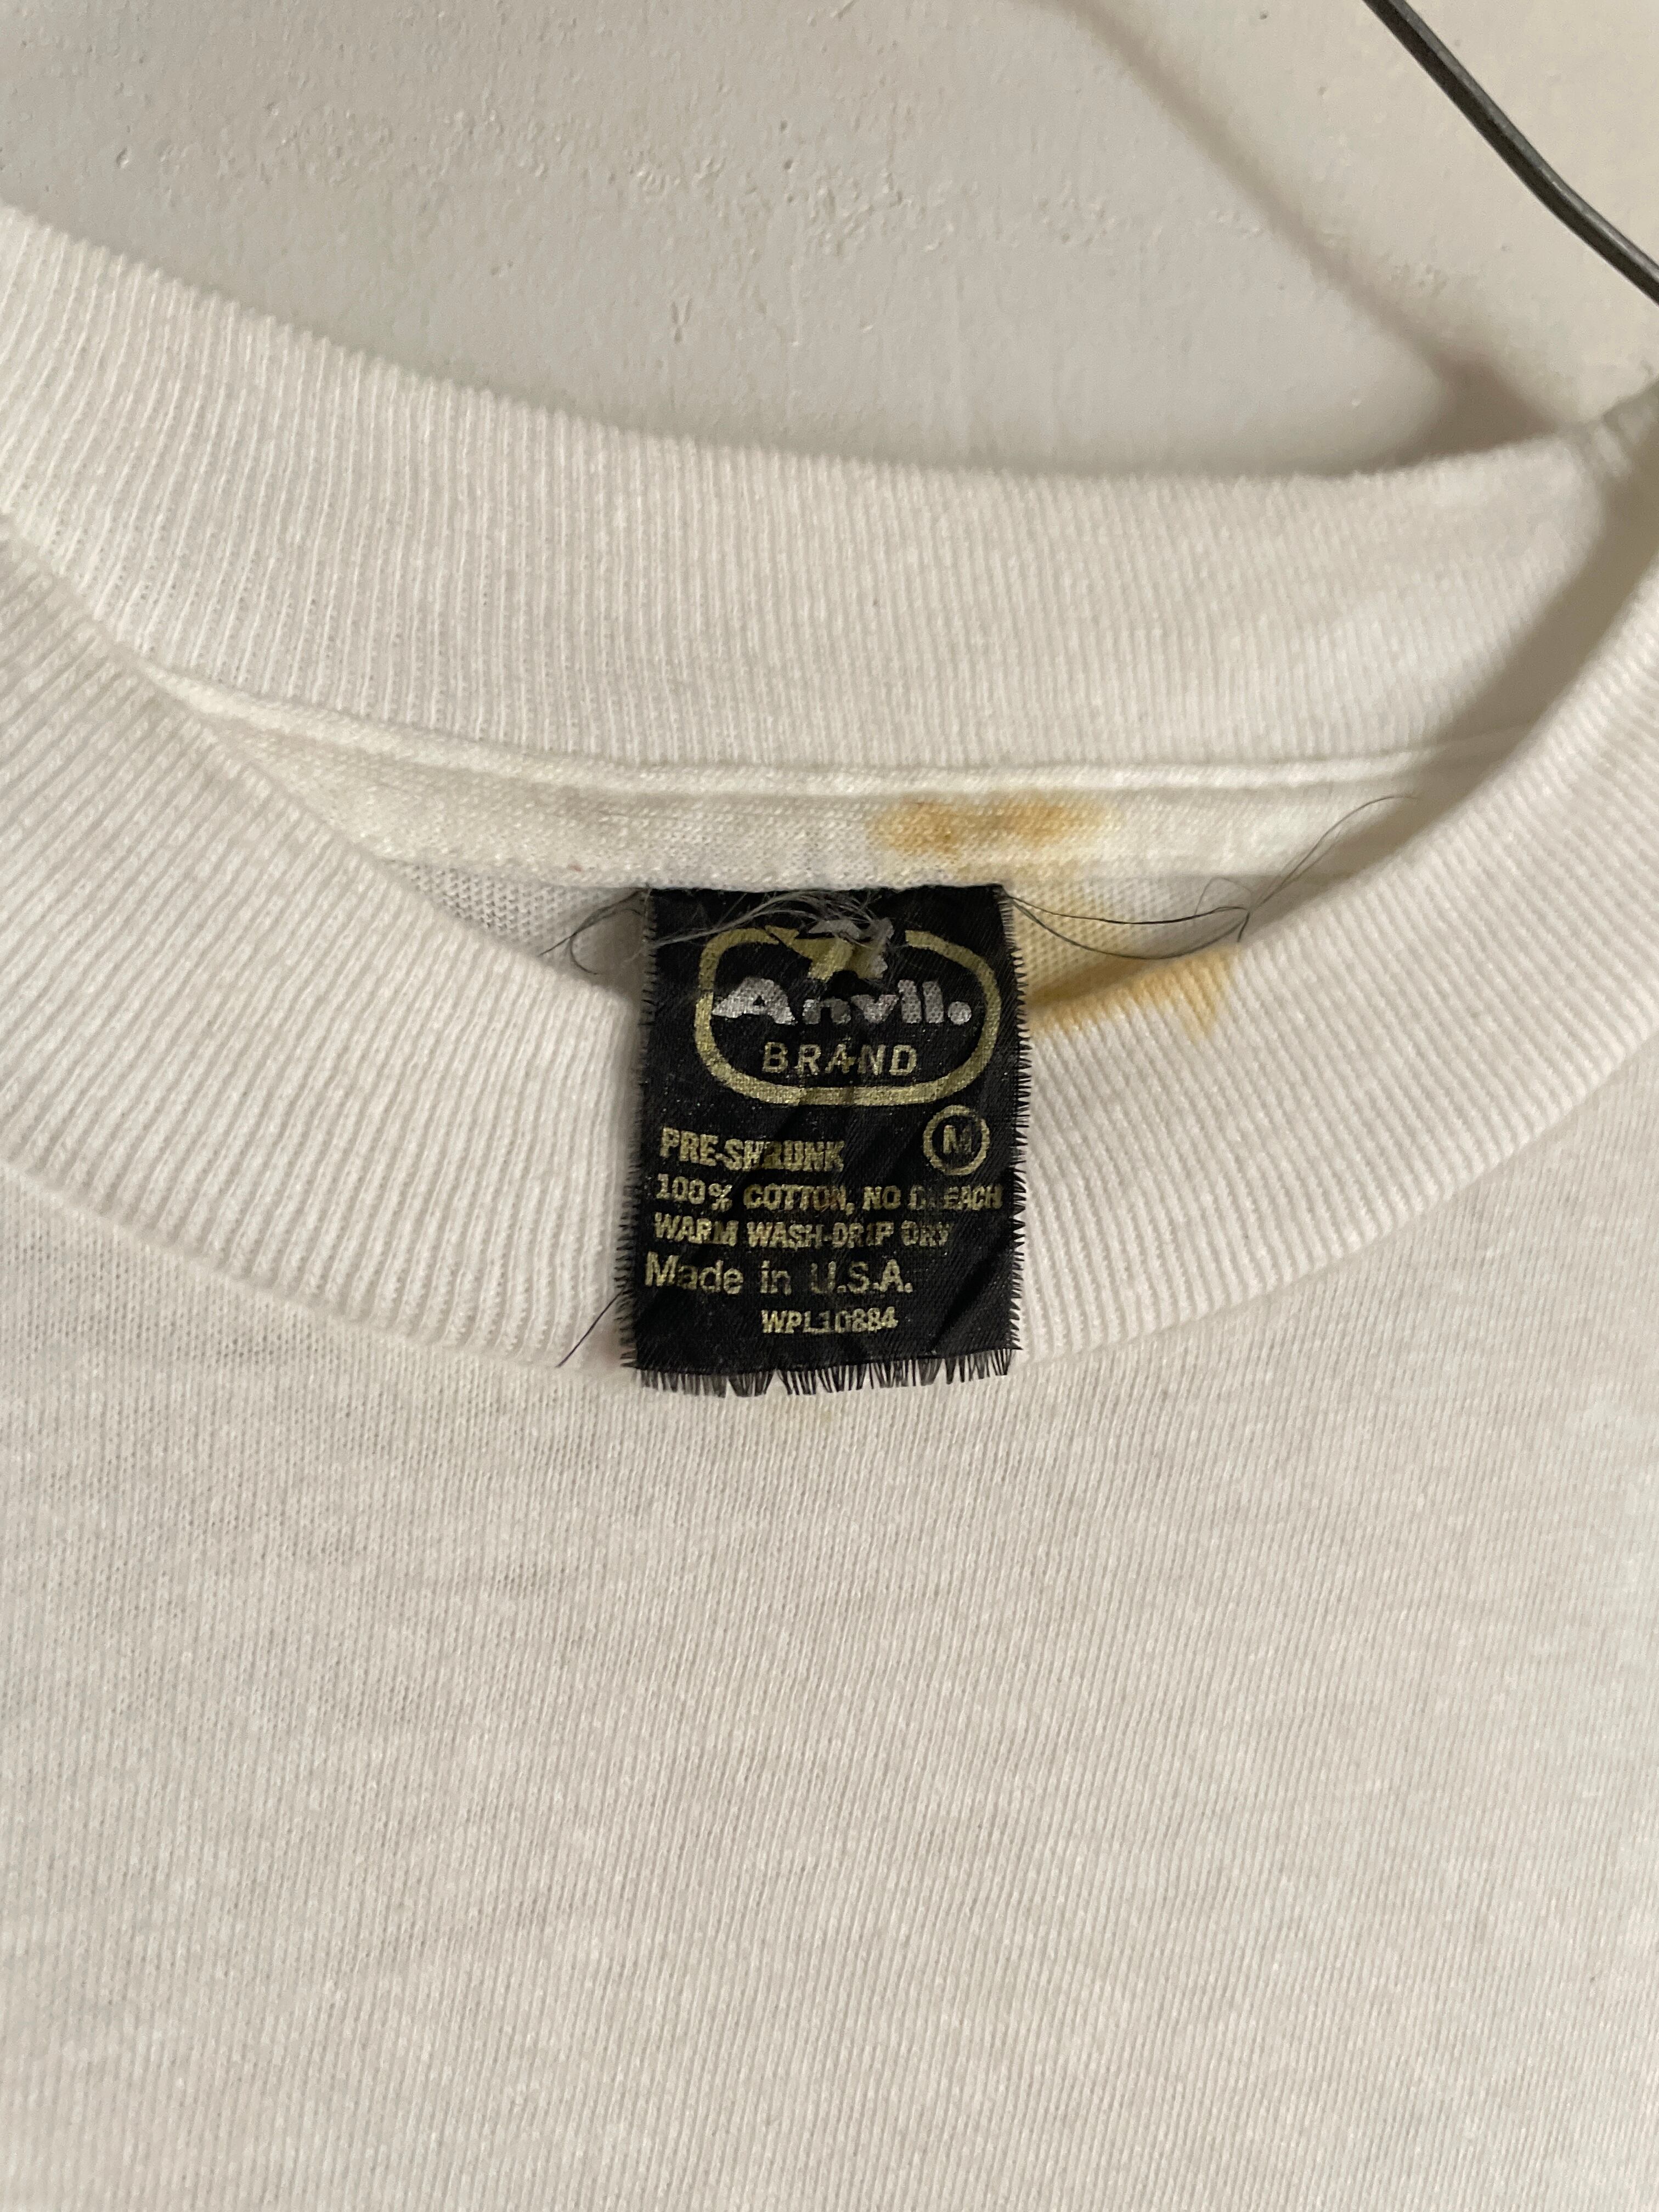 Anvil.
BRAND
M
PRE-SHRUNK
100% COTTON, NO BLEACH
WARM WASH-DRIP DRY
Made in U.S.A.
WPL10884